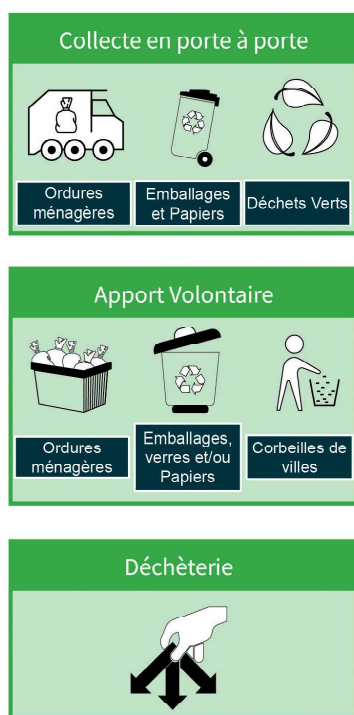 Collecte en porte à porte
Ordures
ménagères
Emballages
et Papiers
Déchets Verts
Apport Volontaire
Ordures
ménagères
Emballages,
verres et/ou
Papiers
Corbeilles de
villes
Déchèterie